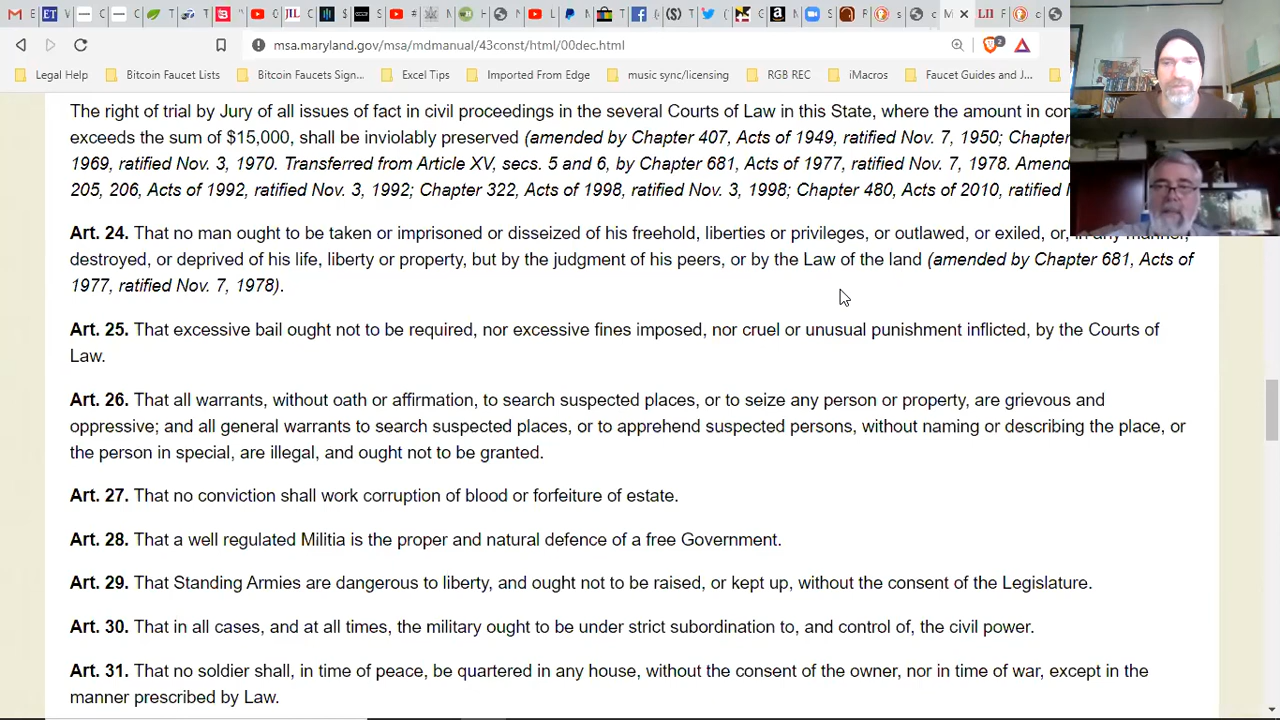 E ET T B Q JIL S S M N N T P T ( (S) T C A S R s C M LII F c
msa.maryland.gov/msa/mdmanual/43const/html/00dec.html 2
Legal Help Bitcoin Faucet Lists Bitcoin Faucets Sign... Excel Tips Imported From Edge music sync/licensing RGB REC iMacros Faucet Guides and J...
The right of trial by Jury of all issues of fact in civil proceedings in the several Courts of Law in this State, where the amount in con
exceeds the sum of $15,000, shall be inviolably preserved (amended by Chapter 407, Acts of 1949, ratified Nov. 7, 1950; Chapter
1969, ratified Nov. 3, 1970. Transferred from Article XV, secs. 5 and 6, by Chapter 681, Acts of 1977, ratified Nov. 7, 1978. Amend
205, 206, Acts of 1992, ratified Nov. 3, 1992; Chapter 322, Acts of 1998, ratified Nov. 3, 1998; Chapter 480, Acts of 2010, ratified
Art. 24. That no man ought to be taken or imprisoned or disseized of his freehold, liberties or privileges, or outlawed, or exiled, or, in any manner,
destroyed, or deprived of his life, liberty or property, but by the judgment of his peers, or by the Law of the land (amended by Chapter 681, Acts of
1977, ratified Nov. 7, 1978).
Art. 25. That excessive bail ought not to be required, nor excessive fines imposed, nor cruel or unusual punishment inflicted, by the Courts of
Law.
Art. 26. That all warrants, without oath or affirmation, to search suspected places, or to seize any person or property, are grievous and
oppressive; and all general warrants to search suspected places, or to apprehend suspected persons, without naming or describing the place, or
the person in special, are illegal, and ought not to be granted.
Art. 27. That no conviction shall work corruption of blood or forfeiture of estate.
Art. 28. That a well regulated Militia is the proper and natural defence of a free Government.
Art. 29. That Standing Armies are dangerous to liberty, and ought not to be raised, or kept up, without the consent of the Legislature.
Art. 30. That in all cases, and at all times, the military ought to be under strict subordination to, and control of, the civil power.
Art. 31. That no soldier shall, in time of peace, be quartered in any house, without the consent of the owner, nor in time of war, except in the
manner prescribed by Law.